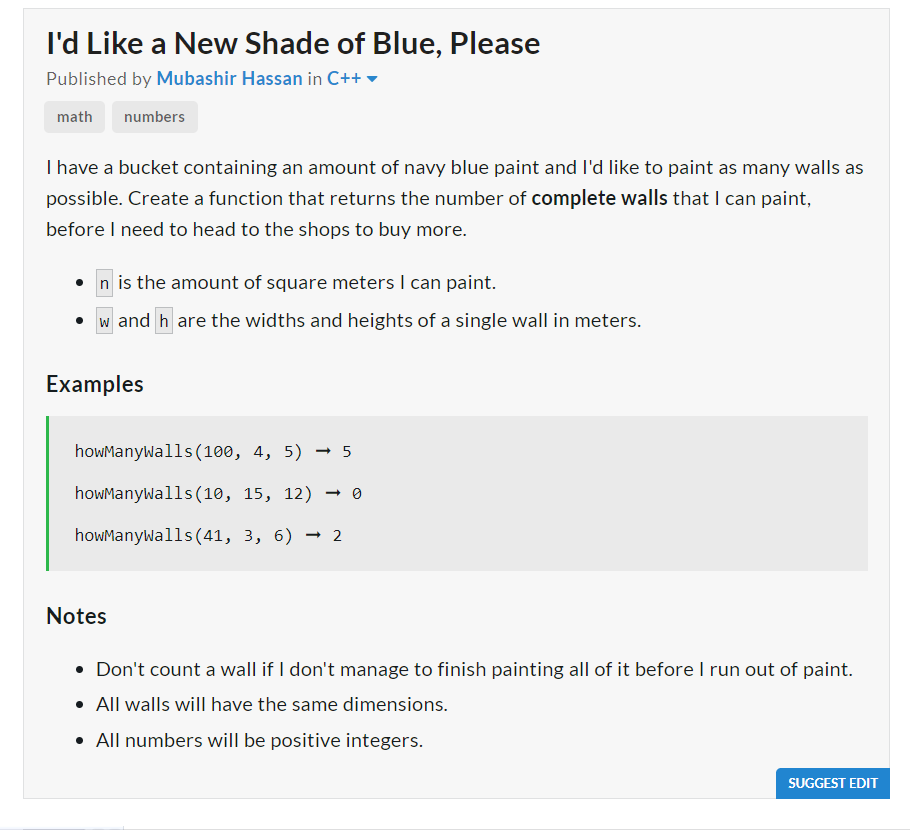 I'd Like a New Shade of Blue, Please
Published by Mubashir Hassan in C++
math numbers
I have a bucket containing an amount of navy blue paint and I'd like to paint as many walls as
possible. Create a function that returns the number of complete walls that I can paint,
before I need to head to the shops to buy more.
• n is the amount of square meters I can paint.
• w and h are the widths and heights of a single wall in meters.
Examples
howManyWalls(100, 4, 5) ➞ 5
howManyWalls(10, 15, 12) ➞ 0
howManyWalls(41, 3, 6) ➞ 2
Notes
• Don't count a wall if I don't manage to finish painting all of it before I run out of paint.
• All walls will have the same dimensions.
• All numbers will be positive integers.
SUGGEST EDIT